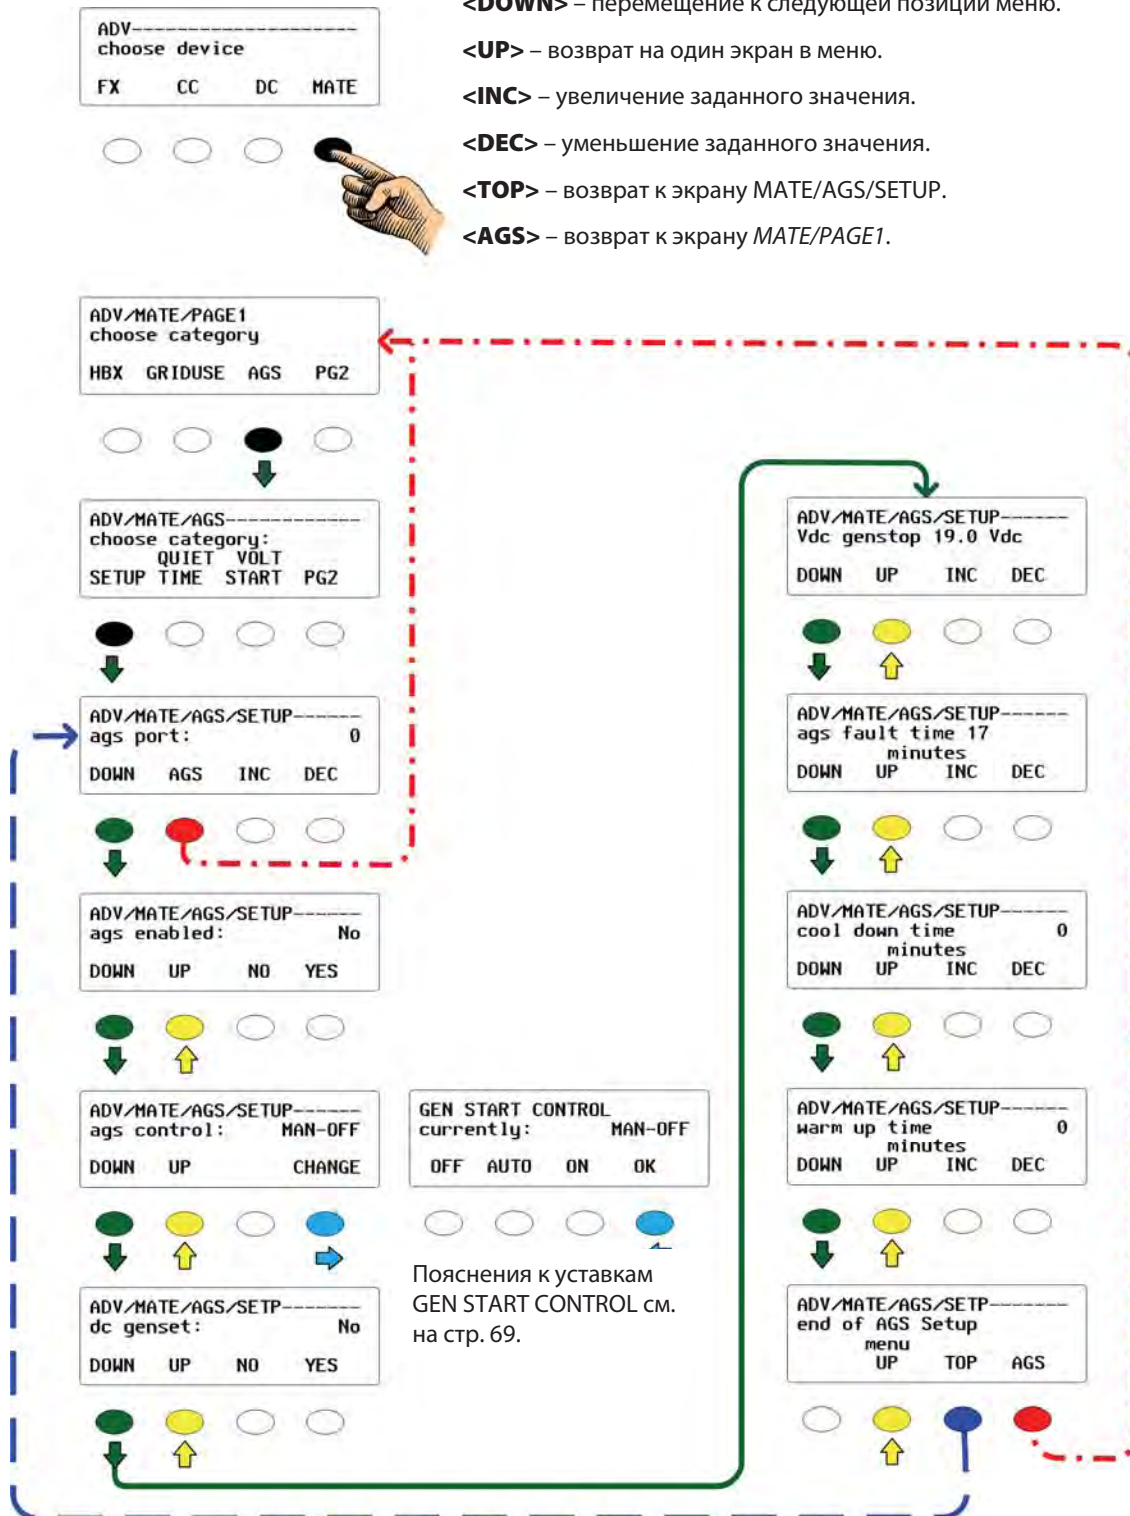 <DOWN> – перемещение к следующей позиции меню.
<UP> – возврат на один экран в меню.
<INC> – увеличение заданного значения.
<DEC> – уменьшение заданного значения.
<TOP> – возврат к экрану MATE/AGS/SETUP.
<AGS> – возврат к экрану MATE/PAGE1.
ADV---------------------
choose device
FX CC DC MATE
ADV/MATE/PAGE1
choose category
HBX GRIDUSE AGS PG2
ADV/MATE/AGS------------
choose category:
QUIET VOLT
SETUP TIME START PG2
ADV/MATE/AGS/SETUP------
ags port: 0
DOWN AGS INC DEC
ADV/MATE/AGS/SETUP------
ags enabled: No
DOWN UP NO YES
ADV/MATE/AGS/SETUP------
ags control: MAN-OFF
DOWN UP CHANGE
GEN START CONTROL
currently: MAN-OFF
OFF AUTO ON OK
Пояснения к уставкам
GEN START CONTROL см.
на стр. 69.
ADV/MATE/AGS/SETP-------
dc genset: No
DOWN UP NO YES
ADV/MATE/AGS/SETUP------
Vdc genstop 19.0 Vdc
DOWN UP INC DEC
ADV/MATE/AGS/SETUP------
ags fault time 17
minutes
DOWN UP INC DEC
ADV/MATE/AGS/SETUP------
cool down time 0
minutes
DOWN UP INC DEC
ADV/MATE/AGS/SETUP------
warm up time 0
minutes
DOWN UP INC DEC
ADV/MATE/AGS/SETP-------
end of AGS Setup
menu
UP TOP AGS